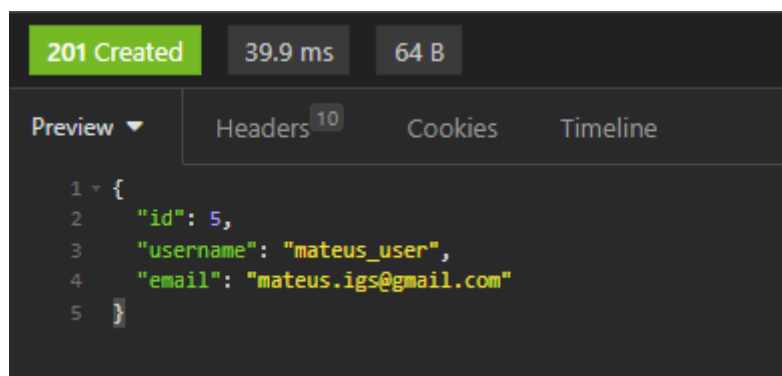 201 Created 39.9 ms 64 B
Preview Headers 10 Cookies Timeline
1 {
2 "id": 5,
3 "username": "mateus_user",
4 "email": "mateus.igs@gmail.com"
5 }